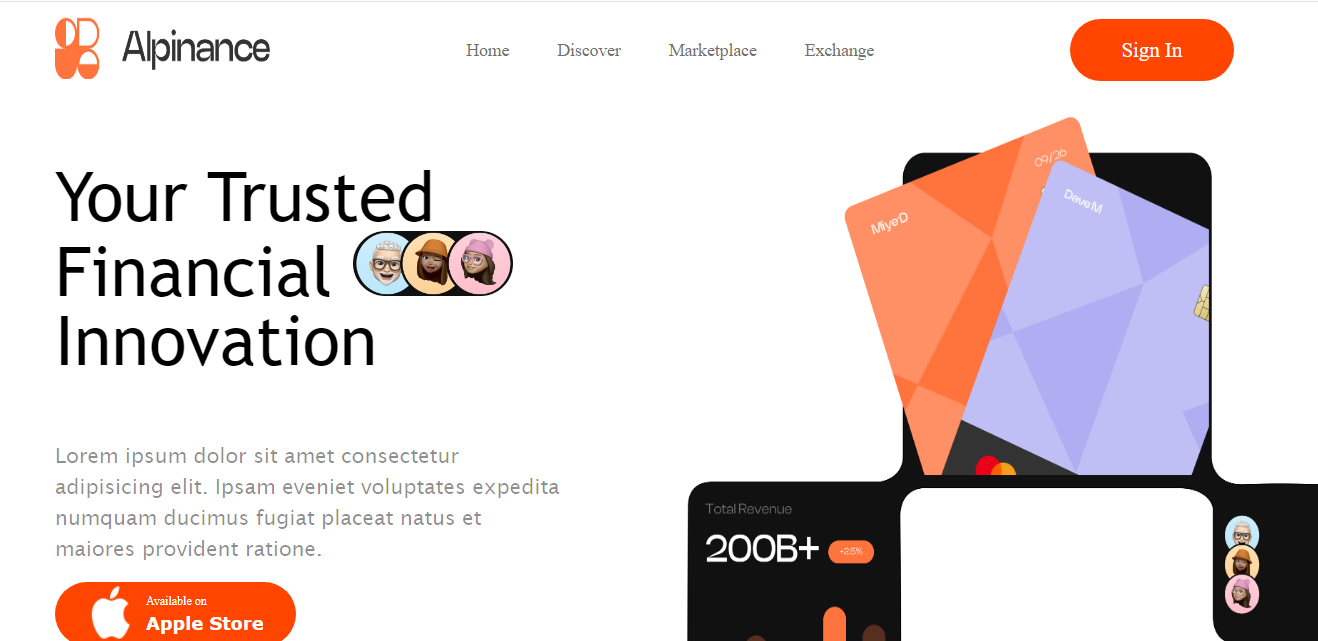 Alpinance
Home
Discover
Marketplace
Exchange
Sign In
Your Trusted
Financial
Innovation
Lorem ipsum dolor sit amet consectetur
adipisicing elit. Ipsam eveniet voluptates expedita
numquam ducimus fugiat placeat natus et
maiores provident ratione.
Available on
Apple Store
09/26
Miye D
Dave M
Total Revenue
200B+
+2.5%